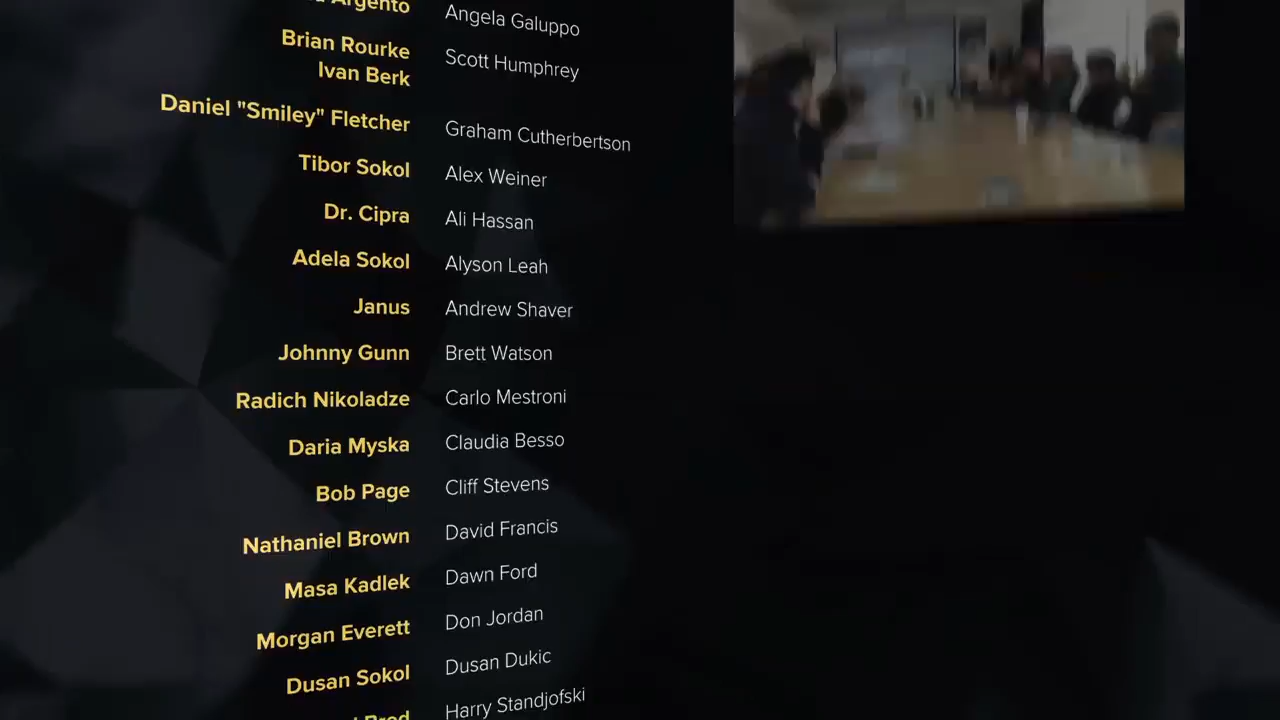 Argento Angela Galuppo
Brian Rourke Scott Humphrey
Ivan Berk
Daniel "Smiley" Fletcher Graham Cutherbertson
Tibor Sokol Alex Weiner
Dr. Cipra Ali Hassan
Adela Sokol Alyson Leah
Janus Andrew Shaver
Johnny Gunn Brett Watson
Radich Nikoladze Carlo Mestroni
Daria Myska Claudia Besso
Bob Page Cliff Stevens
Nathaniel Brown David Francis
Masa Kadlek Dawn Ford
Morgan Everett Don Jordan
Dusan Sokol Dusan Dukic
Harry Standjofski